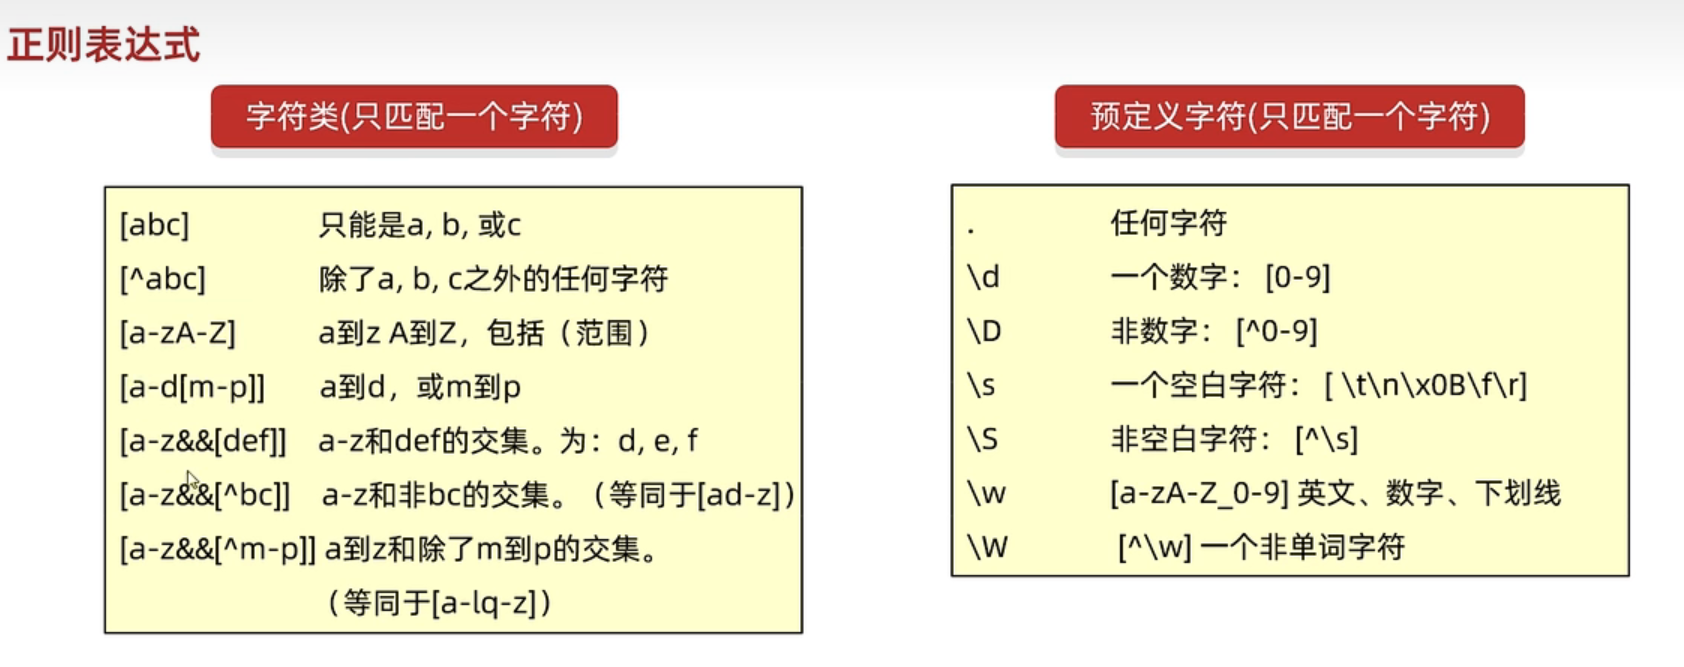 正则表达式
字符类(只匹配一个字符)
[abc] 只能是a, b, 或c
[^abc] 除了a, b, c之外的任何字符
[a-zA-Z] a到z A到Z，包括（范围）
[a-d[m-p]] a到d，或m到p
[a-z&&[def]] a-z和def的交集。为：d, e, f
[a-z&&[^bc]] a-z和非bc的交集。（等同于[ad-z]）
[a-z&&[^m-p]] a到z和除了m到p的交集。
（等同于[a-lq-z]）
预定义字符(只匹配一个字符)
. 任何字符
\d 一个数字： [0-9]
\D 非数字： [^0-9]
\s 一个空白字符： [ \t\n\x0B\f\r]
\S 非空白字符： [^\s]
\w [a-zA-Z_0-9] 英文、数字、下划线
\W [^\w] 一个非单词字符